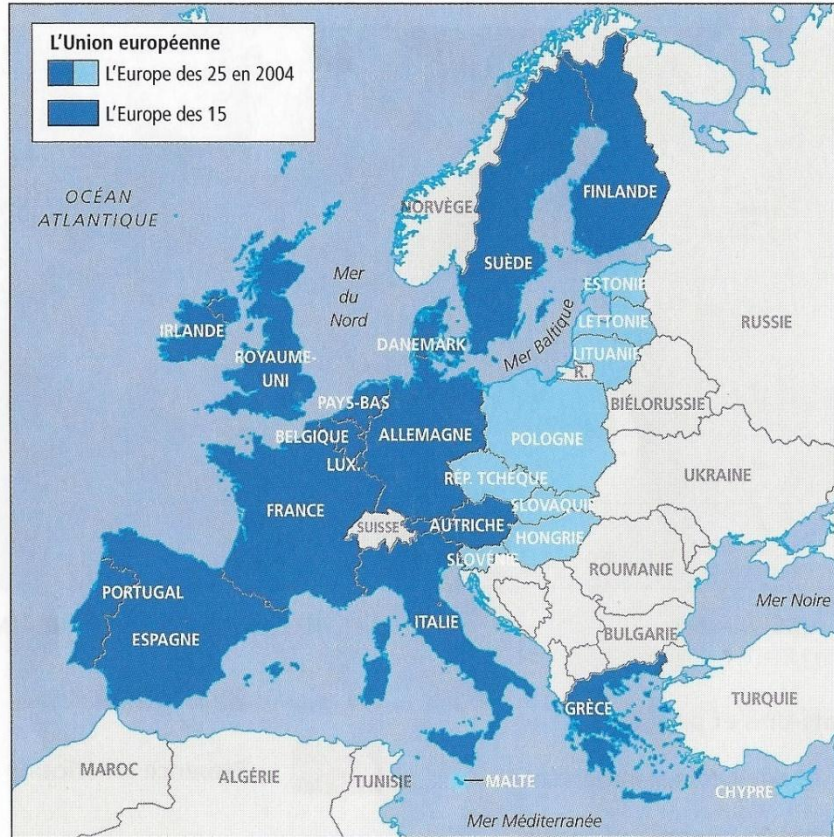 L'Union européenne
L'Europe des 25 en 2004
L'Europe des 15
OCÉAN
ATLANTIQUE
NORVÈGE
FINLANDE
SUÈDE
Mer
du
Nord
ESTONIE
LETTONIE
LITUANIE
R.
RUSSIE
Mer Baltique
IRLANDE
ROYAUME-
UNI
DANEMARK
BIÉLORUSSIE
PAYS-BAS
BELGIQUE
LUX.
ALLEMAGNE
POLOGNE
UKRAINE
RÉP. TCHÈQUE
SLOVAQUIE
FRANCE
SUISSE
AUTRICHE
HONGRIE
SLOVÉNIE
ROUMANIE
PORTUGAL
ESPAGNE
ITALIE
Mer Noire
BULGARIE
GRÈCE
TURQUIE
MAROC
ALGÉRIE
TUNISIE
MALTE
CHYPRE
Mer Méditerranée